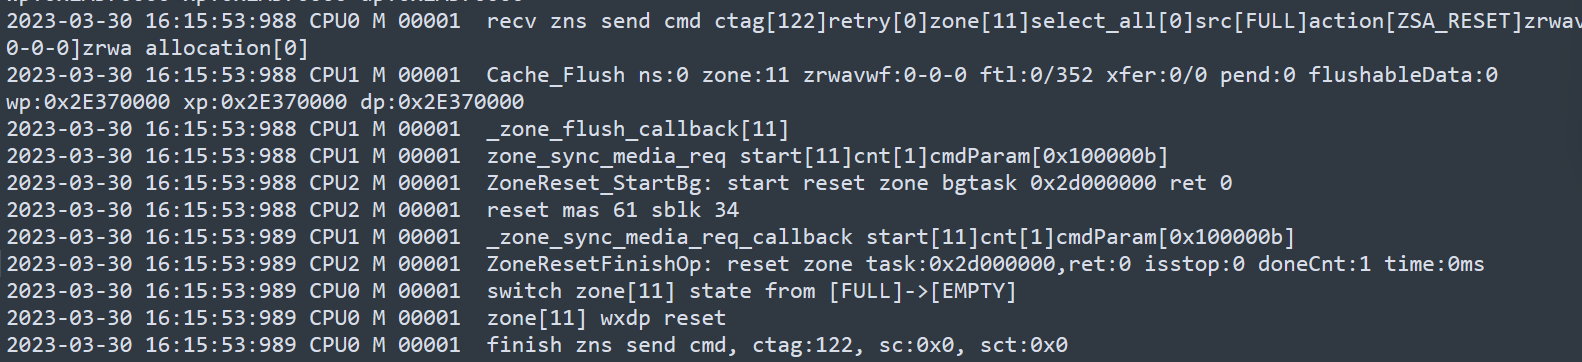 2023-03-30 16:15:53:988 CPU0 M 00001  recv zns send cmd ctag[122]retry[0]zone[11]select_all[0]src[FULL]action[ZSA_RESET]zrwav
0-0-0]zrwa allocation[0]
2023-03-30 16:15:53:988 CPU1 M 00001  Cache_Flush ns:0 zone:11 zrwavwf:0-0-0 ftl:0/352 xfer:0/0 pend:0 flushableData:0
wp:0x2E370000 xp:0x2E370000 dp:0x2E370000
2023-03-30 16:15:53:988 CPU1 M 00001  _zone_flush_callback[11]
2023-03-30 16:15:53:988 CPU1 M 00001  zone_sync_media_req start[11]cnt[1]cmdParam[0x100000b]
2023-03-30 16:15:53:988 CPU2 M 00001  ZoneReset_StartBg: start reset zone bgtask 0x2d000000 ret 0
2023-03-30 16:15:53:988 CPU2 M 00001  reset mas 61 sblk 34
2023-03-30 16:15:53:989 CPU1 M 00001  _zone_sync_media_req_callback start[11]cnt[1]cmdParam[0x100000b]
2023-03-30 16:15:53:989 CPU2 M 00001  ZoneResetFinishOp: reset zone task:0x2d000000,ret:0 isstop:0 doneCnt:1 time:0ms
2023-03-30 16:15:53:989 CPU0 M 00001  switch zone[11] state from [FULL]->[EMPTY]
2023-03-30 16:15:53:989 CPU0 M 00001  zone[11] wxdp reset
2023-03-30 16:15:53:989 CPU0 M 00001  finish zns send cmd, ctag:122, sc:0x0, sct:0x0